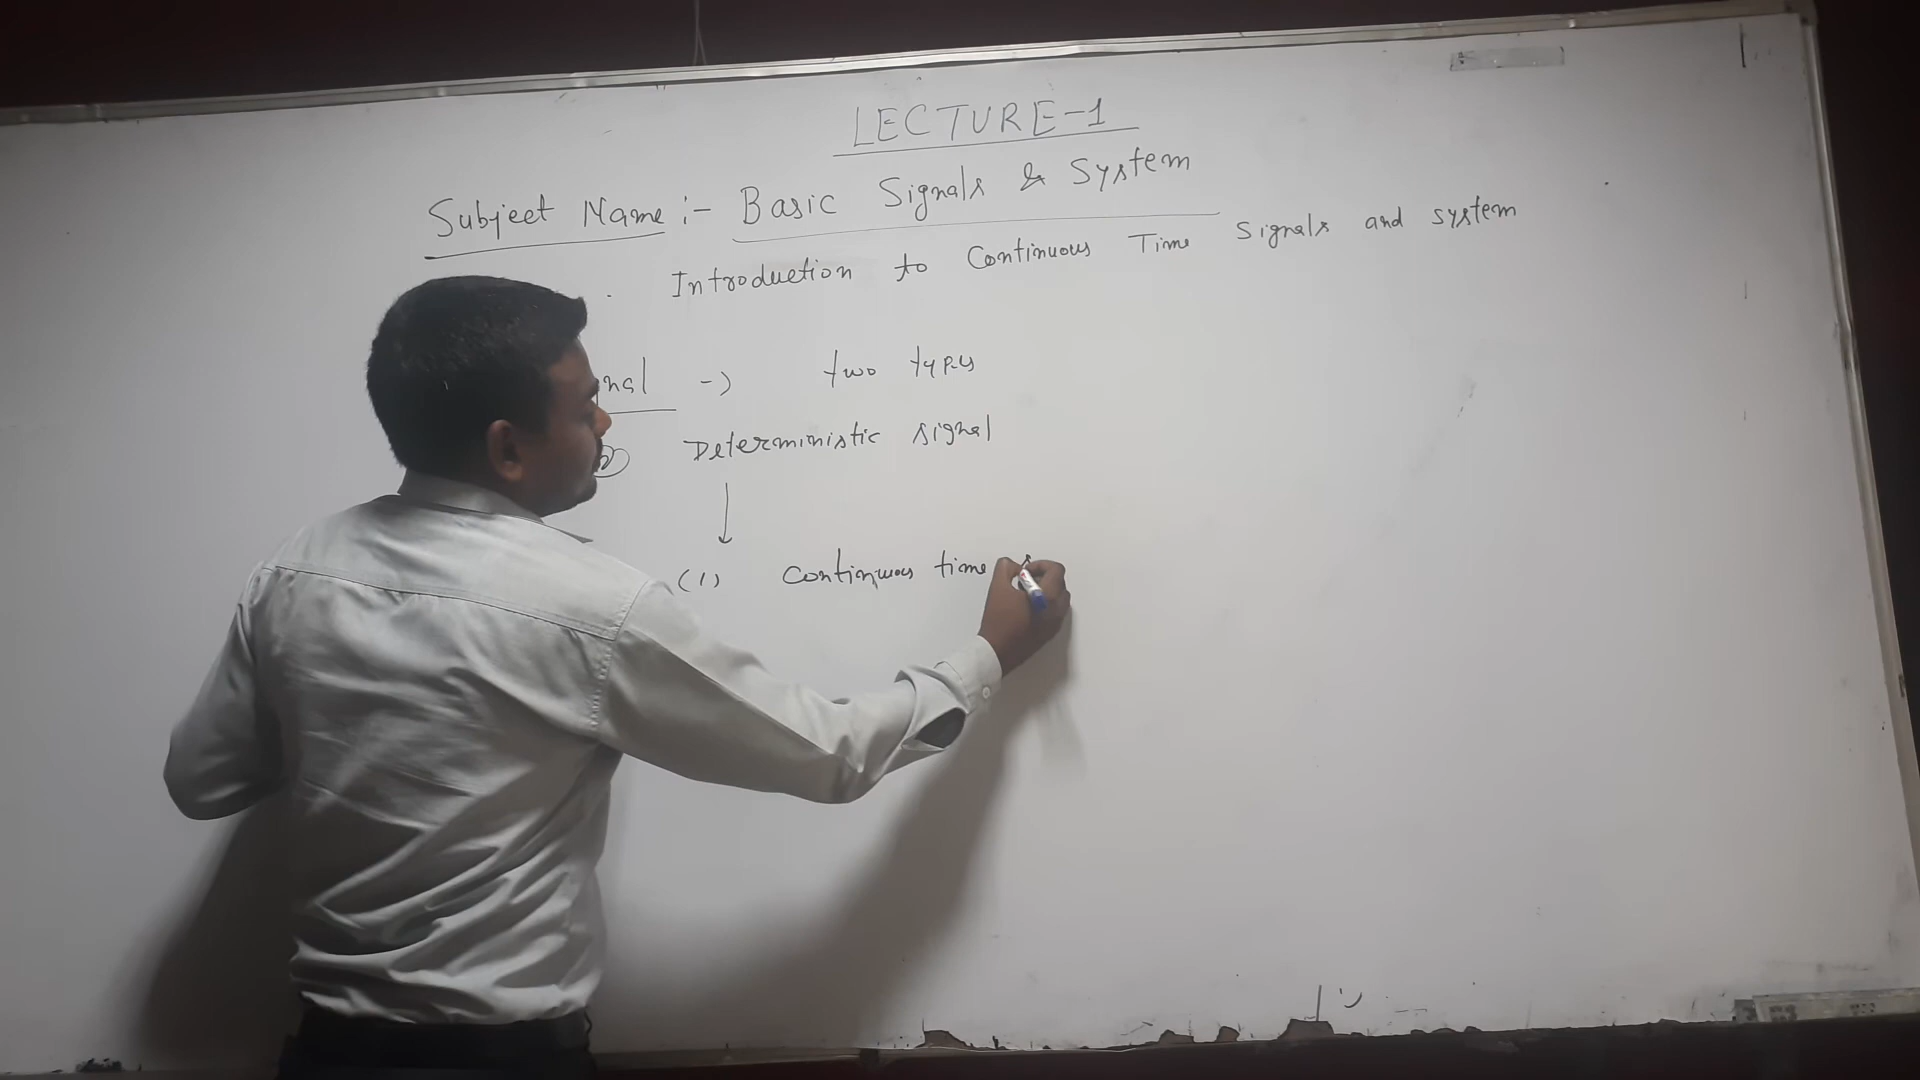 LECTURE-1
Subject Name :- Basic Signals & System
Introduction to Continuous Time Signals and system
nal -> two types
Deterministic signal
(1) Continuous time